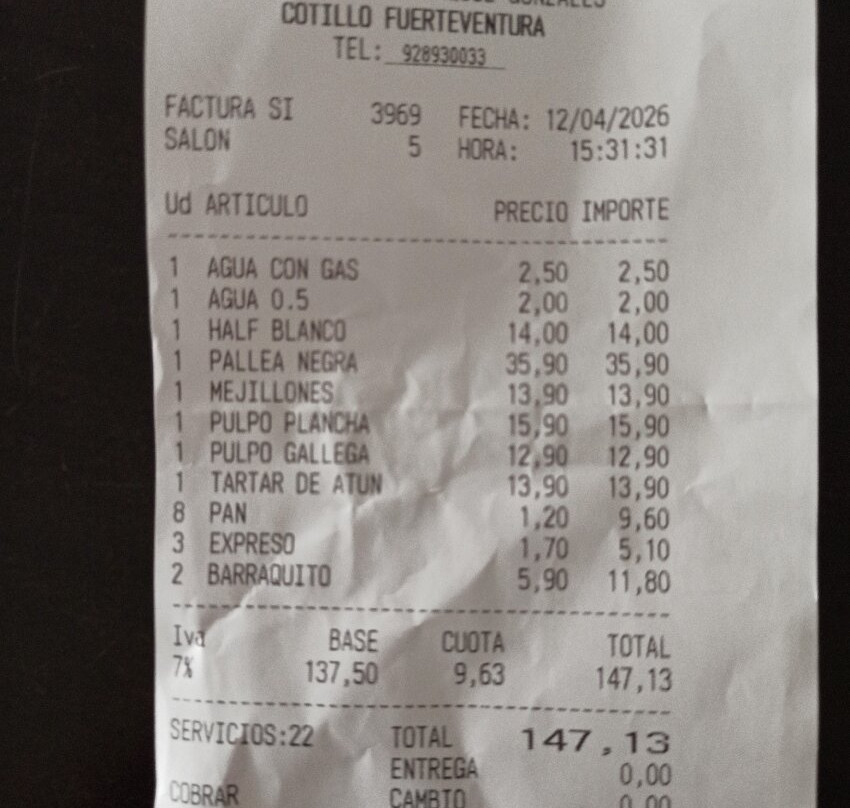 COTILLO FUERTEVENTURA
TEL: 928930033
FACTURA SI 3969 FECHA: 12/04/2026
SALON 5 HORA: 15:31:31
Ud ARTICULO PRECIO IMPORTE
1 AGUA CON GAS 2,50 2,50
1 AGUA 0.5 2,00 2,00
1 HALF BLANCO 14,00 14,00
1 PALLEA NEGRA 35,90 35,90
1 MEJILLONES 13,90 13,90
1 PULPO PLANCHA 15,90 15,90
1 PULPO GALLEGA 12,90 12,90
1 TARTAR DE ATUN 13,90 13,90
8 PAN 1,20 9,60
3 EXPRESO 1,70 5,10
2 BARRAQUITO 5,90 11,80
Iva BASE CUOTA TOTAL
7% 137,50 9,63 147,13
SERVICIOS:22 TOTAL 147,13
ENTREGA 0,00
COBRAR CAMBIO 0,00